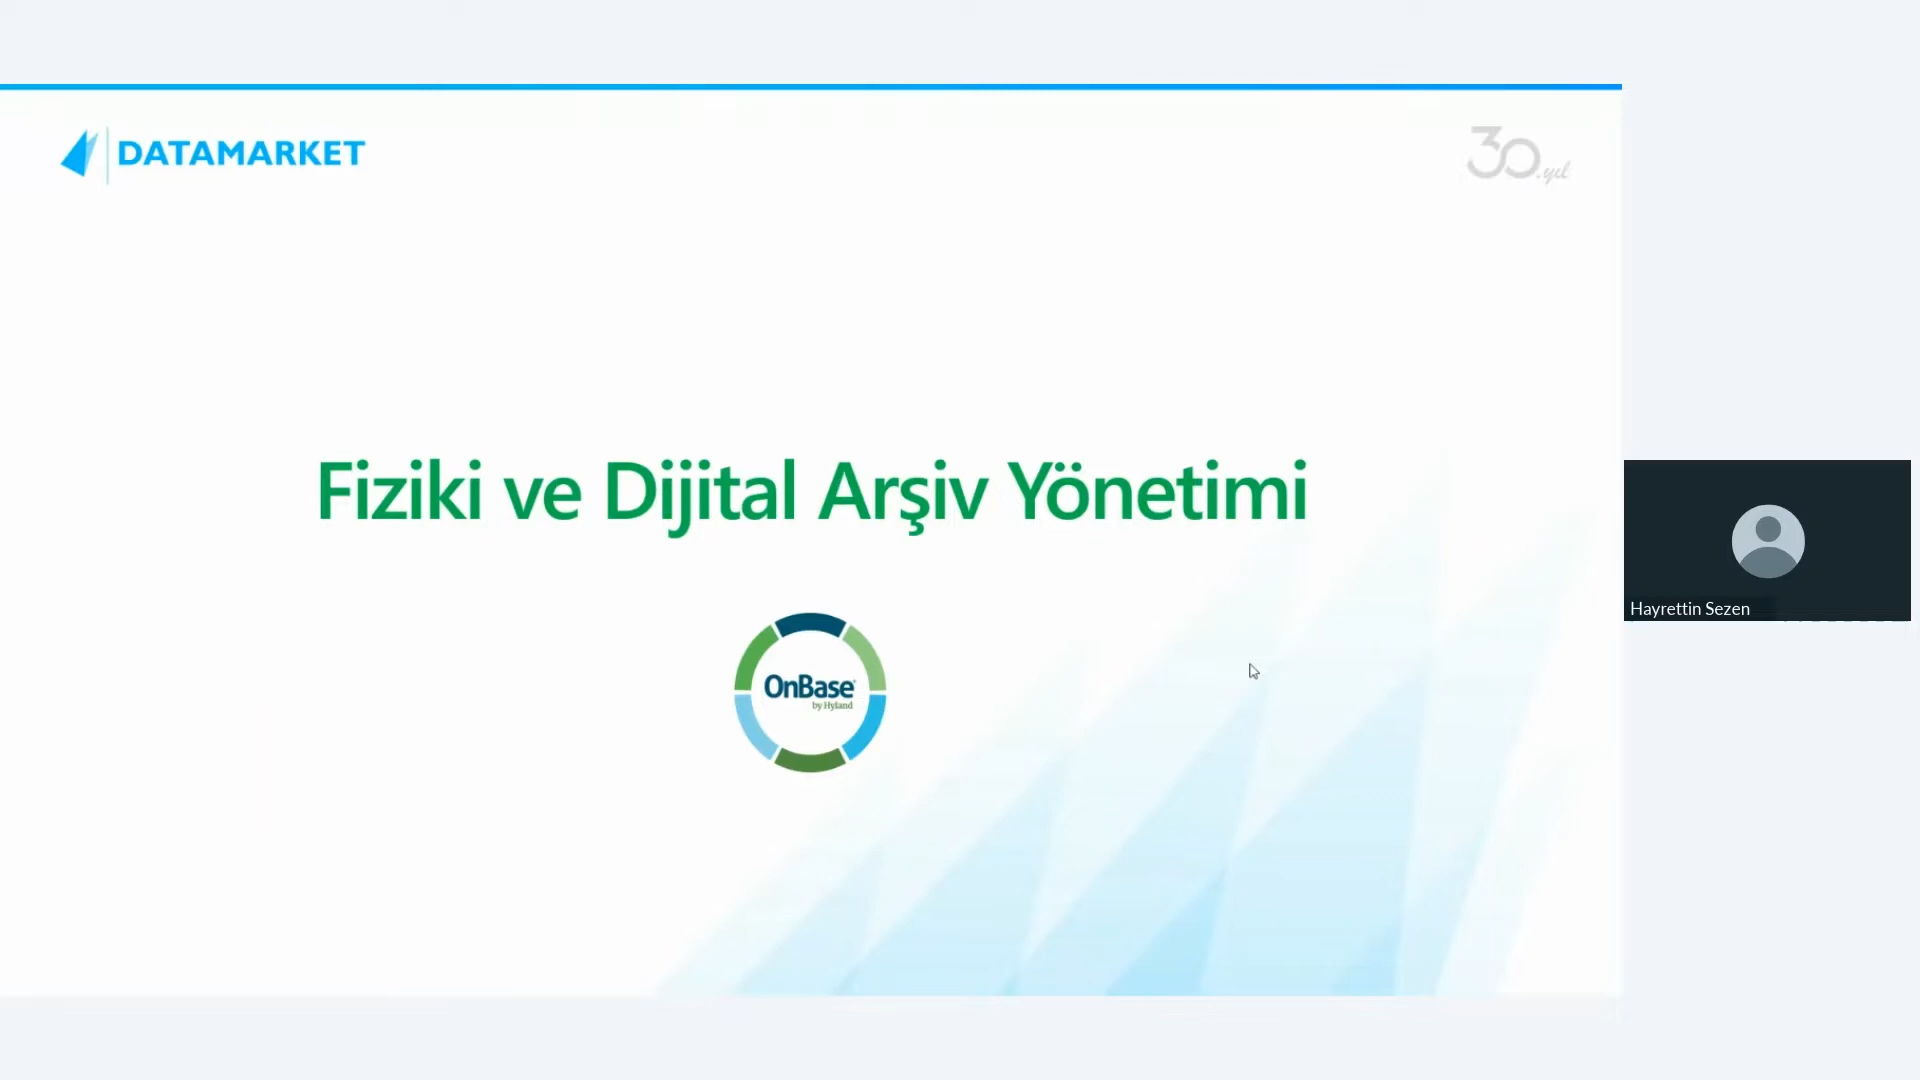 DATAMARKET
30.yıl
Fiziki ve Dijital Arşiv Yönetimi
OnBase
by Hyland
Hayrettin Sezen